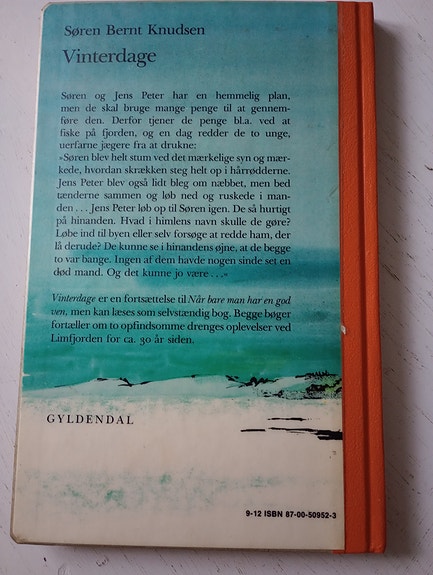 Søren Bernt Knudsen
Vinterdage
Søren og Jens Peter har en hemmelig plan,
men de skal bruge mange penge til at gennem-
føre den. Derfor tjener de penge bl.a. ved at
fiske på fjorden, og en dag redder de to unge,
uerfarne jægere fra at drukne:
»Søren blev helt stum ved det mærkelige syn og mær-
kede, hvordan skrækken steg helt op i hårrødderne.
Jens Peter blev også lidt bleg om næbbet, men bed
tænderne sammen og løb ned og ruskede i man-
den . . . Jens Peter løb op til Søren igen. De så hurtigt
på hinanden. Hvad i himlens navn skulle de gøre?
Løbe ind til byen eller selv forsøge at redde ham, der
lå derude? De kunne se i hinandens øjne, at de begge
to var bange. Ingen af dem havde nogen sinde set en
død mand. Og det kunne jo være . . .«
Vinterdage er en fortsættelse til Når bare man har en god
ven, men kan læses som selvstændig bog. Begge bøger
fortæller om to opfindsomme drenges oplevelser ved
Limfjorden for ca. 30 år siden.
GYLDENDAL
9-12 ISBN 87-00-50952-3